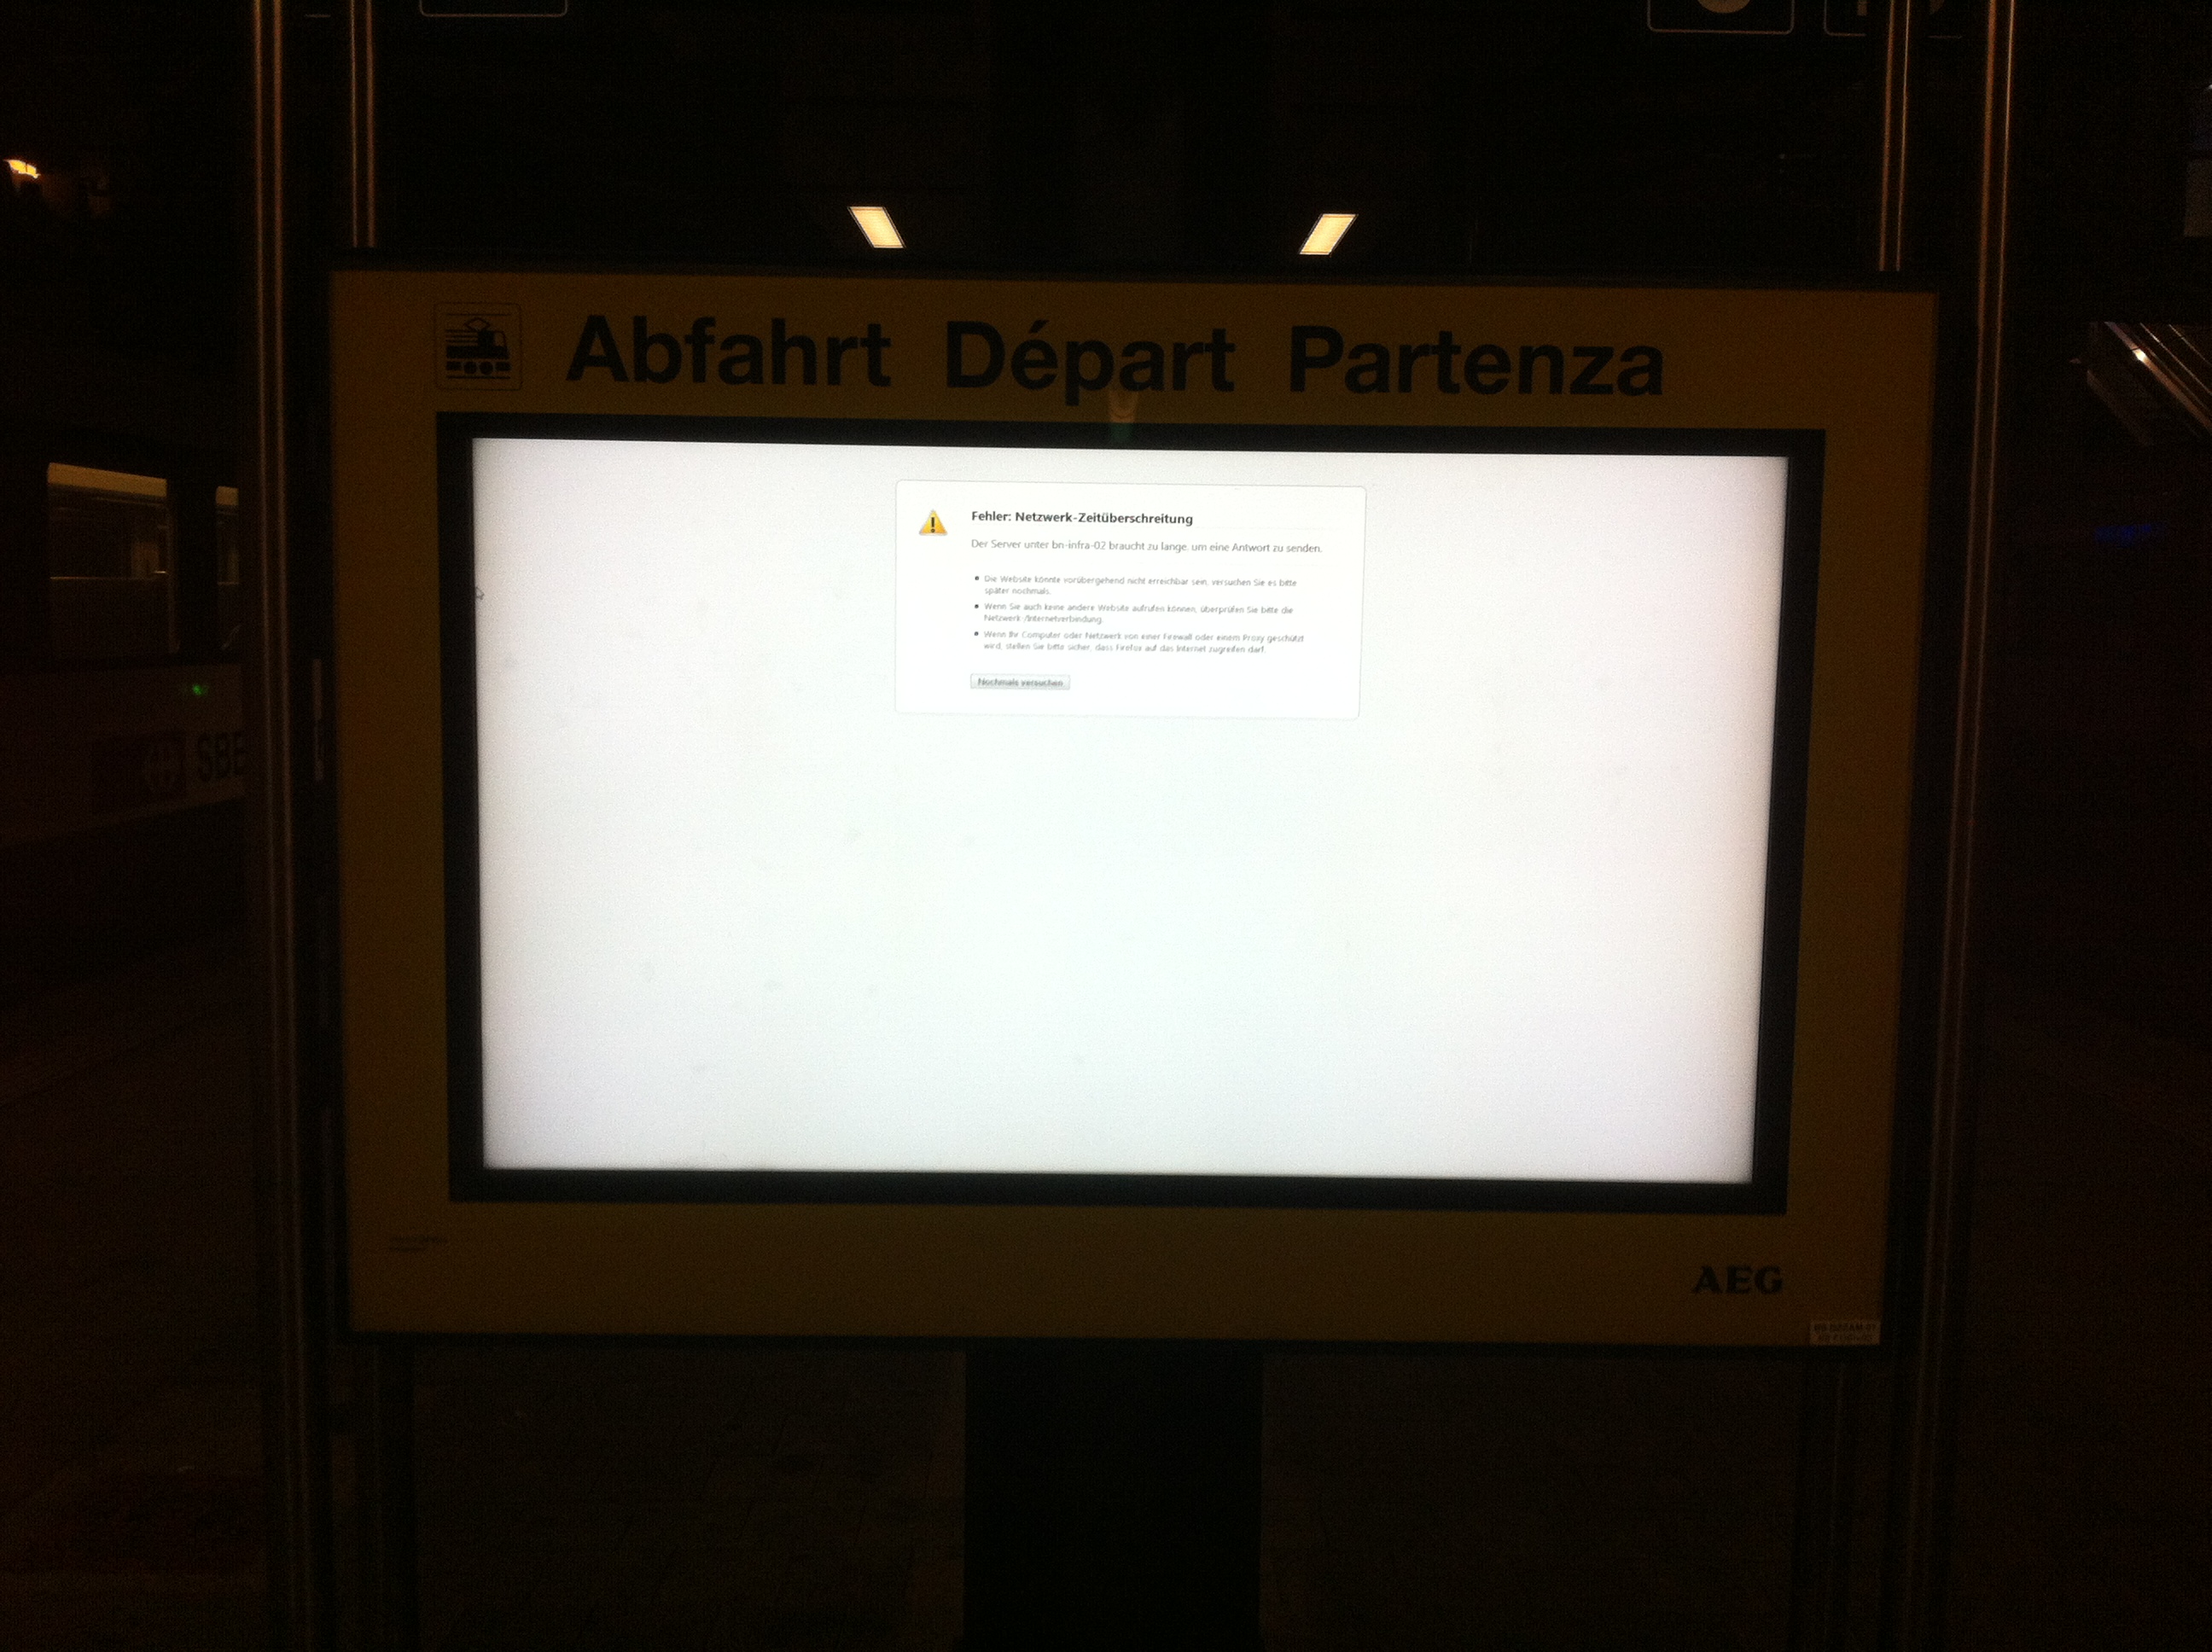 Abfahrt Départ Partenza
Fehler: Netzwerk-Zeitüberschreitung
Der Server unter bn-infra-02 braucht zu lange, um eine Antwort zu senden.
Die Website könnte vorübergehend nicht erreichbar sein, versuchen Sie es bitte
später nochmals.
Wenn Sie auch keine andere Website aufrufen können, überprüfen Sie bitte die
Netzwerk-/Internetverbindung.
Wenn Ihr Computer oder Netzwerk von einer Firewall oder einem Proxy geschützt
wird, stellen Sie bitte sicher, dass Firefox auf das Internet zugreifen darf.
Nochmals versuchen
SBB
AEG